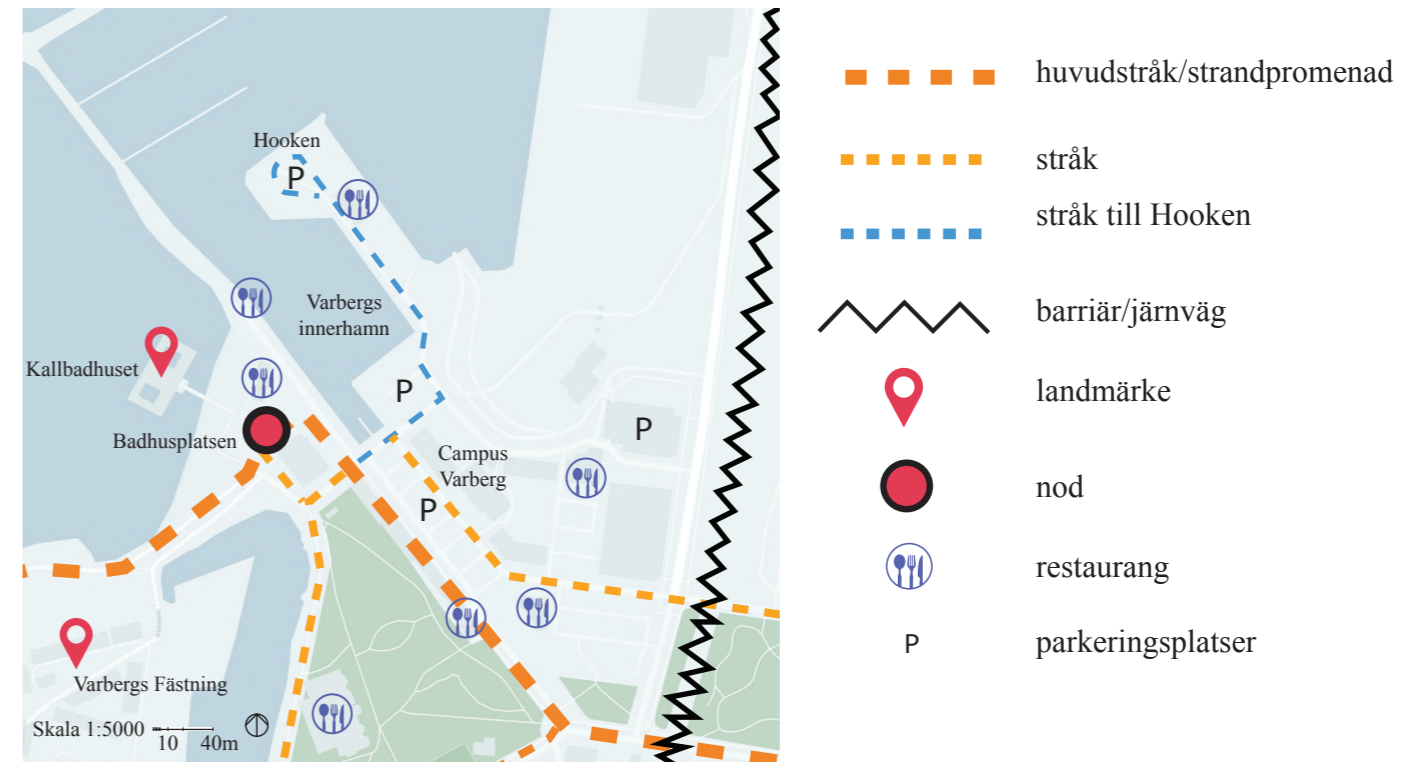 Hooken
P
Varbergs
innerhamn
Kallbadhuset
P
Badhusplatsen
P
Campus
Varberg
P
Varbergs Fästning
Skala 1:5000
10 40m
huvudstråk/strandpromenad
stråk
stråk till Hooken
barriär/järnväg
landmärke
nod
restaurang
P parkeringsplatser